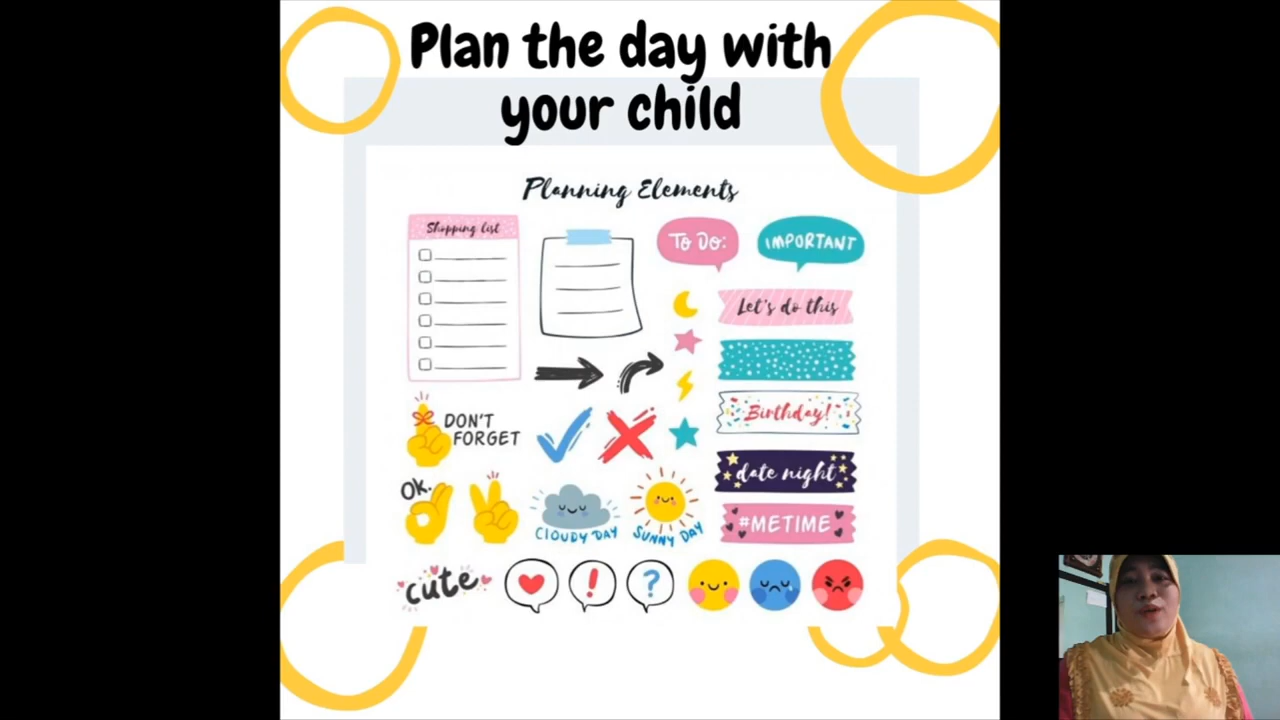 Plan the day with
your child
Planning Elements
Shopping list
To Do:
IMPORTANT
Let's do this
DON'T
FORGET
Birthday!
date night
OK.
CLOUDY DAY
SUNNY DAY
#METIME
cute
!
?